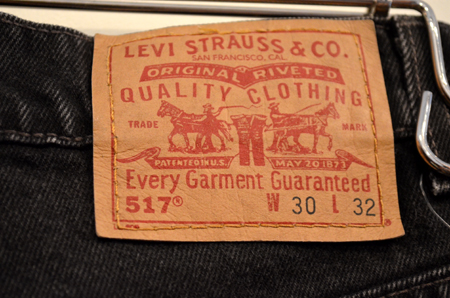 LEVI STRAUSS & CO.
SAN FRANCISCO, CAL.
ORIGINAL RIVETED
QUALITY CLOTHING
TRADE MARK
PATENTED IN U.S. MAY 20 1873
Every Garment Guaranteed
517® W 30 L 32